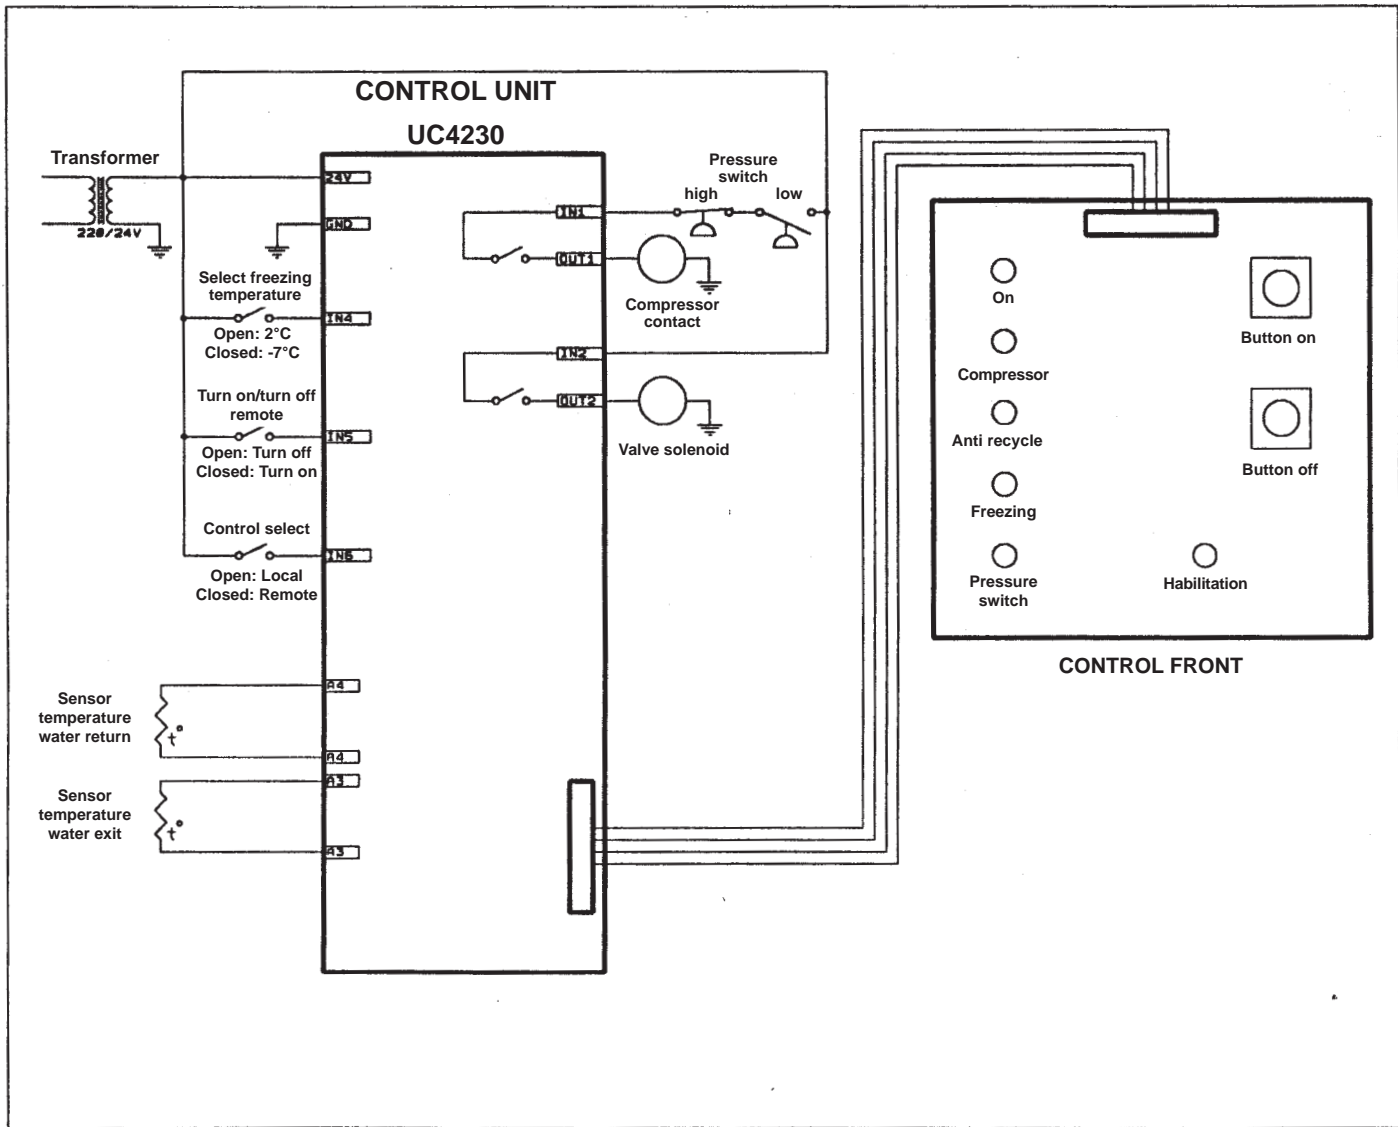 CONTROL UNIT
UC4230
Transformer
220/24V
24V
GND
Select freezing
temperature
Open: 2°C
Closed: -7°C
IN4
Turn on/turn off
remote
Open: Turn off
Closed: Turn on
IN5
Control select
Open: Local
Closed: Remote
IN6
Sensor
temperature
water return
t°
A4
A4
Sensor
temperature
water exit
t°
A3
A3
Pressure
switch
high
low
IN1
OUT1
Compressor
contact
IN2
OUT2
Valve solenoid
On
Compressor
Anti recycle
Freezing
Pressure
switch
Button on
Button off
Habilitation
CONTROL FRONT